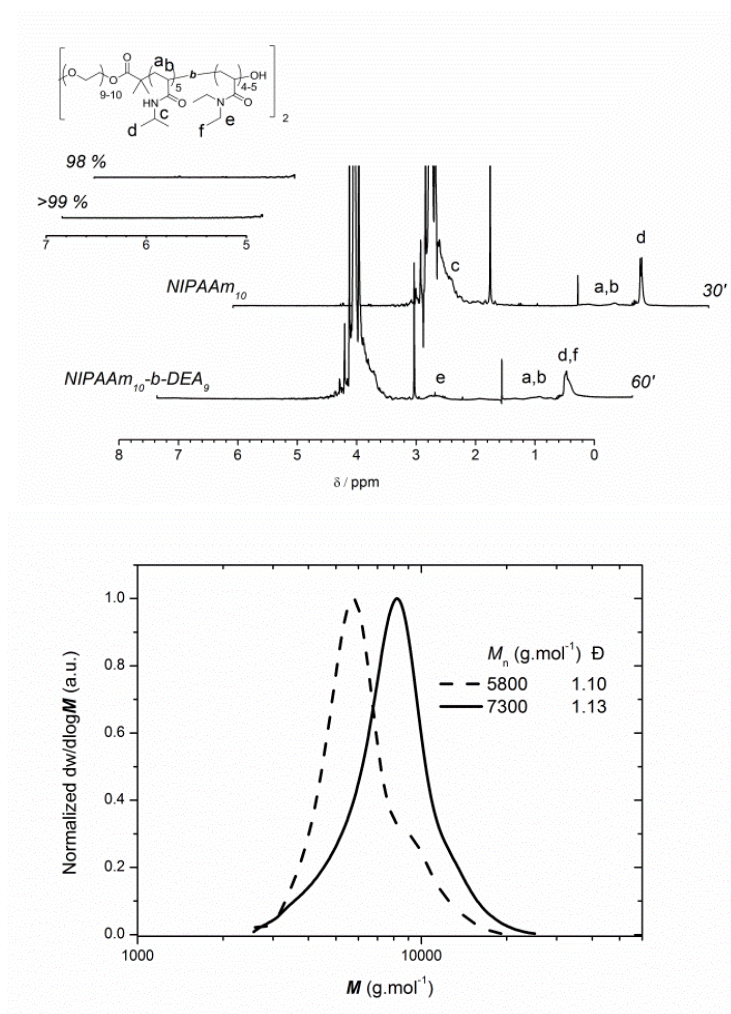 O
ab
b
OH
O
O
9-10
5
4-5
HN
O
N
O
c
d
e
f
2
98 %
>99 %
7 6 5
d
c
NIPAAm10
a,b
30'
d,f
NIPAAm10-b-DEA9
e
a,b
60'
8 7 6 5 4 3 2 1 0
δ / ppm
1.0
Mn (g.mol-1) Đ
0.8
5800 1.10
7300 1.13
0.6
0.4
0.2
0.0
Normalized dw/dlogM (a.u.)
1000 10000
M (g.mol-1)